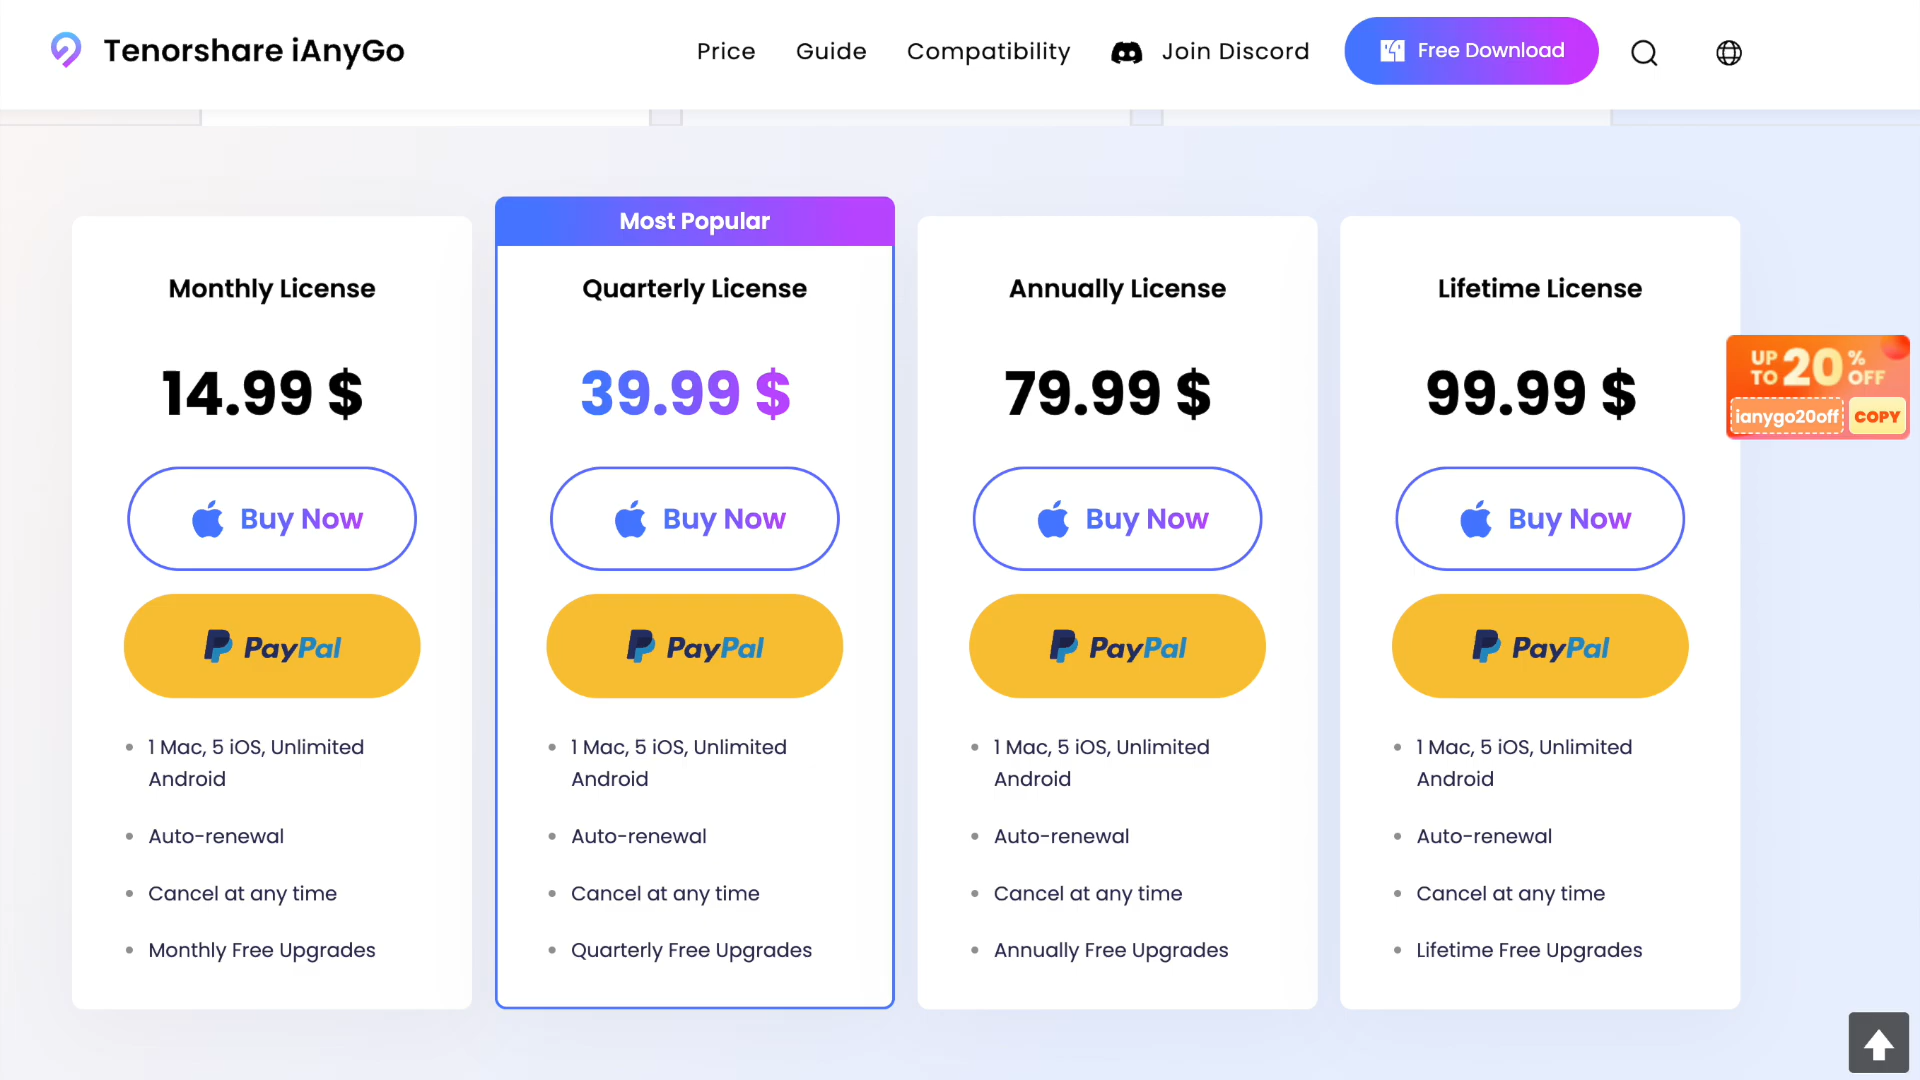 Tenorshare iAnyGo
Price Guide Compatibility Join Discord Free Download
Monthly License
14.99 $
Buy Now
PayPal
1 Mac, 5 iOS, Unlimited
Android
Auto-renewal
Cancel at any time
Monthly Free Upgrades
Most Popular
Quarterly License
39.99 $
Buy Now
PayPal
1 Mac, 5 iOS, Unlimited
Android
Auto-renewal
Cancel at any time
Quarterly Free Upgrades
Annually License
79.99 $
Buy Now
PayPal
1 Mac, 5 iOS, Unlimited
Android
Auto-renewal
Cancel at any time
Annually Free Upgrades
Lifetime License
99.99 $
Buy Now
PayPal
1 Mac, 5 iOS, Unlimited
Android
Auto-renewal
Cancel at any time
Lifetime Free Upgrades
UP TO 20 % OFF
ianygo20off COPY